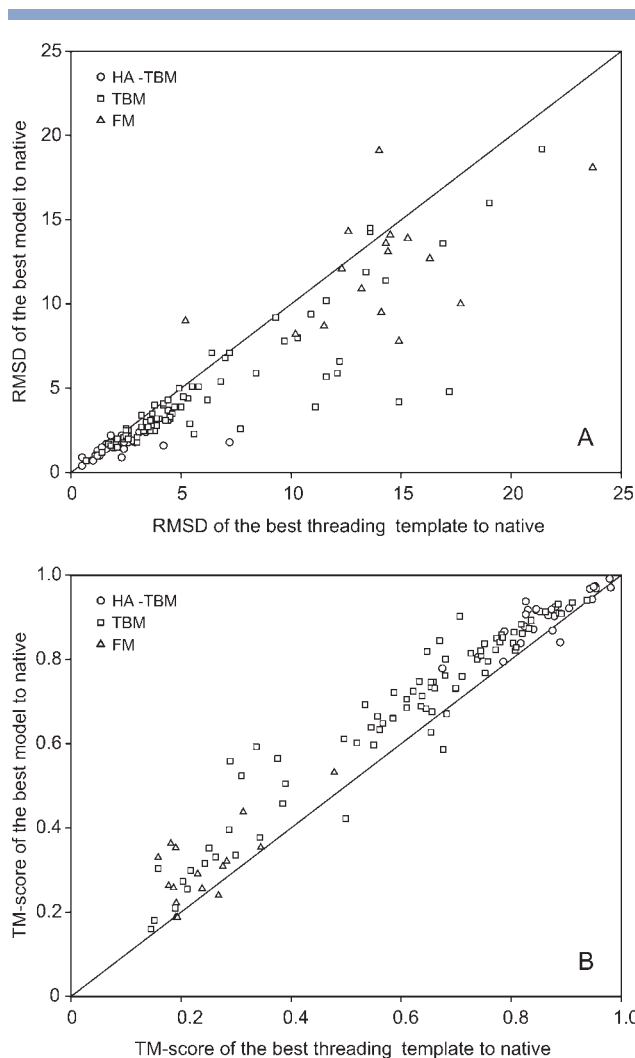 25
20
15
10
5
0
RMSD of the best model to native
HA -TBM
TBM
FM
A
0 5 10 15 20 25
RMSD of the best threading template to native
1.0
0.8
0.6
0.4
0.2
0
TM-score of the best model to native
HA -TBM
TBM
FM
B
0 0.2 0.4 0.6 0.8 1.0
TM-score of the best threading template to native